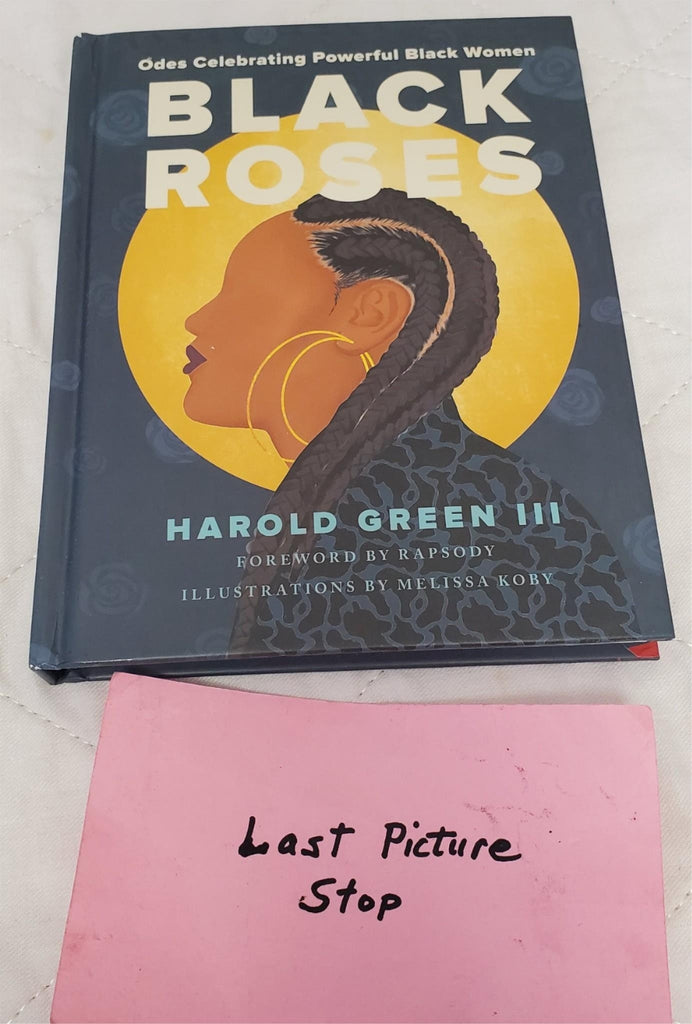 Odes Celebrating Powerful Black Women
BLACK
ROSES
HAROLD GREEN III
FOREWORD BY RAPSODY
ILLUSTRATIONS BY MELISSA KOBY
Last Picture
Stop